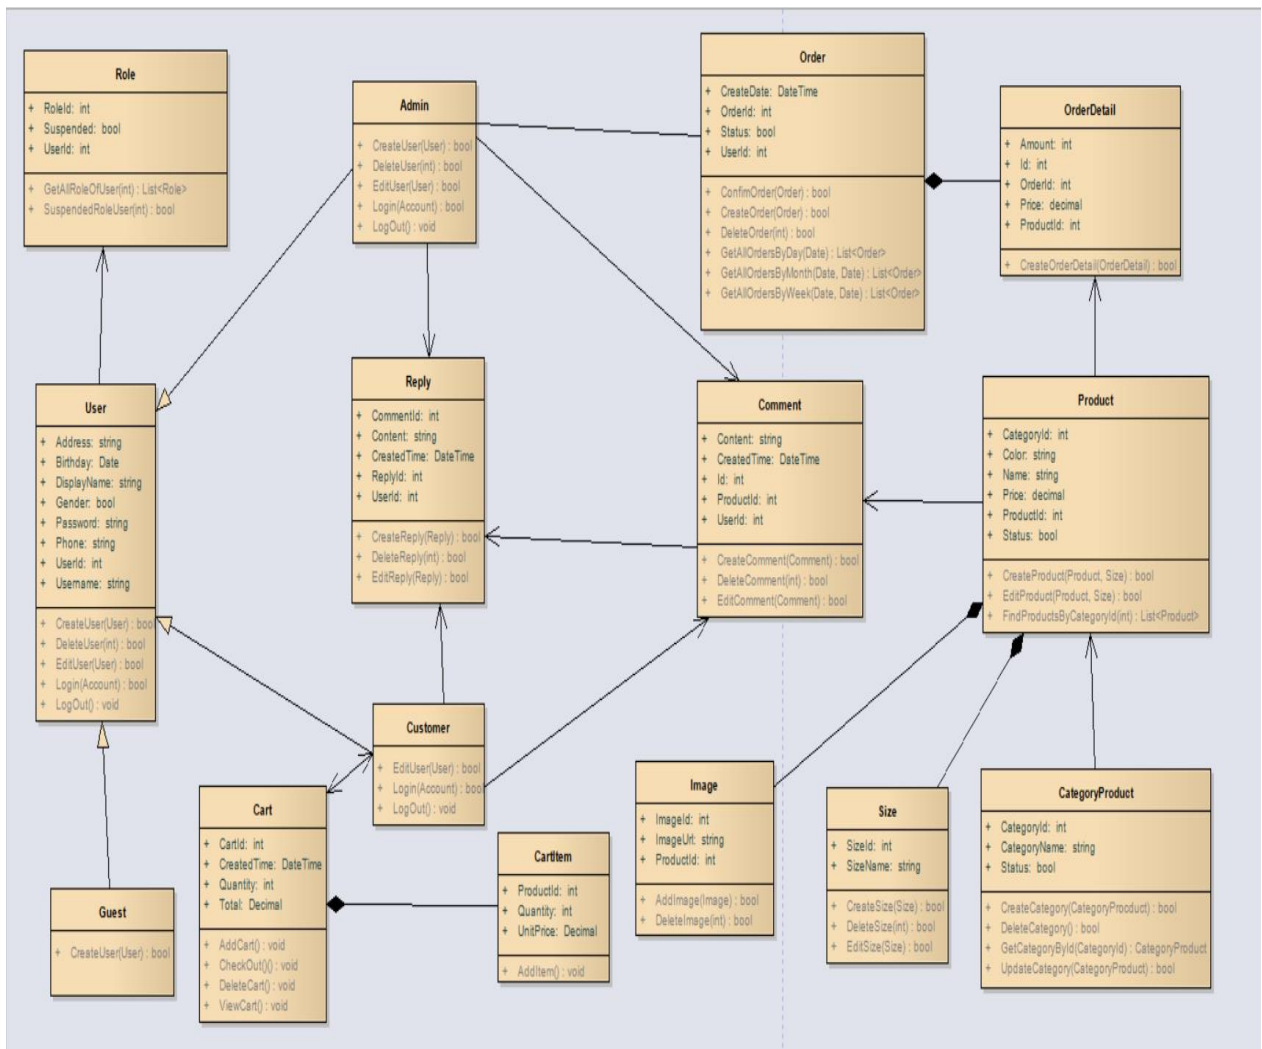 Role
+ RoleId: int
+ Suspended: bool
+ UserId: int
+ GetAllRoleOfUser(int) : List<Role>
+ SuspendedRoleUser(int) : bool
Admin
+ CreateUser(User) : bool
+ DeleteUser(int) : bool
+ EditUser(User) : bool
+ Login(Account) : bool
+ LogOut() : void
Order
+ CreateDate: DateTime
+ OrderId: int
+ Status: bool
+ UserId: int
+ ConfimOrder(Order) : bool
+ CreateOrder(Order) : bool
+ DeleteOrder(int) : bool
+ GetAllOrdersByDay(Date) : List<Order>
+ GetAllOrdersByMonth(Date, Date) : List<Order>
+ GetAllOrdersByWeek(Date, Date) : List<Order>
OrderDetail
+ Amount: int
+ Id: int
+ OrderId: int
+ Price: decimal
+ ProductId: int
+ CreateOrderDetail(OrderDetail) : bool
User
+ Address: string
+ Birthday: Date
+ DisplayName: string
+ Gender: bool
+ Password: string
+ Phone: string
+ UserId: int
+ Username: string
+ CreateUser(User) : bool
+ DeleteUser(int) : bool
+ EditUser(User) : bool
+ Login(Account) : bool
+ LogOut() : void
Reply
+ CommentId: int
+ Content: string
+ CreatedTime: DateTime
+ ReplyId: int
+ UserId: int
+ CreateReply(Reply) : bool
+ DeleteReply(int) : bool
+ EditReply(Reply) : bool
Comment
+ Content: string
+ CreatedTime: DateTime
+ Id: int
+ ProductId: int
+ UserId: int
+ CreateComment(Comment) : bool
+ DeleteComment(int) : bool
+ EditComment(Comment) : bool
Product
+ CategoryId: int
+ Color: string
+ Name: string
+ Price: decimal
+ ProductId: int
+ Status: bool
+ CreateProduct(Product, Size) : bool
+ EditProduct(Product, Size) : bool
+ FindProductsByCategoryId(int) : List<Product>
Customer
+ EditUser(User) : bool
+ Login(Account) : bool
+ LogOut() : void
Guest
+ CreateUser(User) : bool
Cart
+ CartId: int
+ CreatedTime: DateTime
+ Quantity: int
+ Total: Decimal
+ AddCart() : void
+ CheckOut()() : void
+ DeleteCart() : void
+ ViewCart() : void
CartItem
+ ProductId: int
+ Quantity: int
+ UnitPrice: Decimal
+ AddItem() : void
Image
+ ImageId: int
+ ImageUrl: string
+ ProductId: int
+ AddImage(Image) : bool
+ DeleteImage(int) : bool
Size
+ SizeId: int
+ SizeName: string
+ CreateSize(Size) : bool
+ DeleteSize(int) : bool
+ EditSize(Size) : bool
CategoryProduct
+ CategoryId: int
+ CategoryName: string
+ Status: bool
+ CreateCategory(CategoryProoduct) : bool
+ DeleteCategory() : bool
+ GetCategoryById(CategoryId) : CategoryProduct
+ UpdateCategory(CategoryProduct) : bool